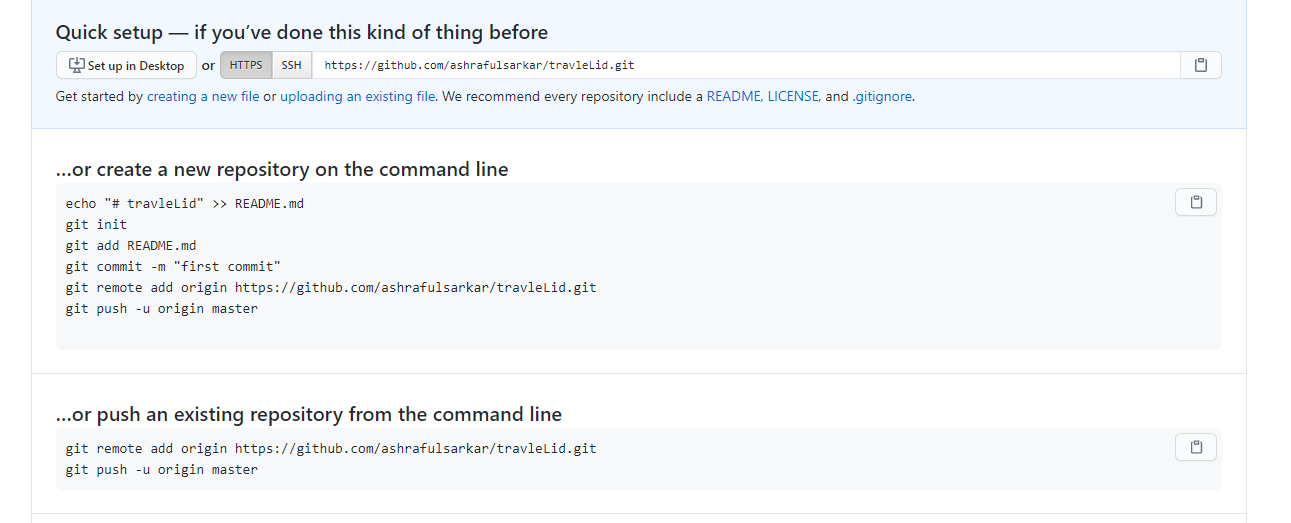 Quick setup — if you’ve done this kind of thing before
Set up in Desktop or HTTPS SSH https://github.com/ashrafulsarkar/travleLid.git
Get started by creating a new file or uploading an existing file. We recommend every repository include a README, LICENSE, and .gitignore.
…or create a new repository on the command line
echo "# travleLid" >> README.md
git init
git add README.md
git commit -m "first commit"
git remote add origin https://github.com/ashrafulsarkar/travleLid.git
git push -u origin master
…or push an existing repository from the command line
git remote add origin https://github.com/ashrafulsarkar/travleLid.git
git push -u origin master